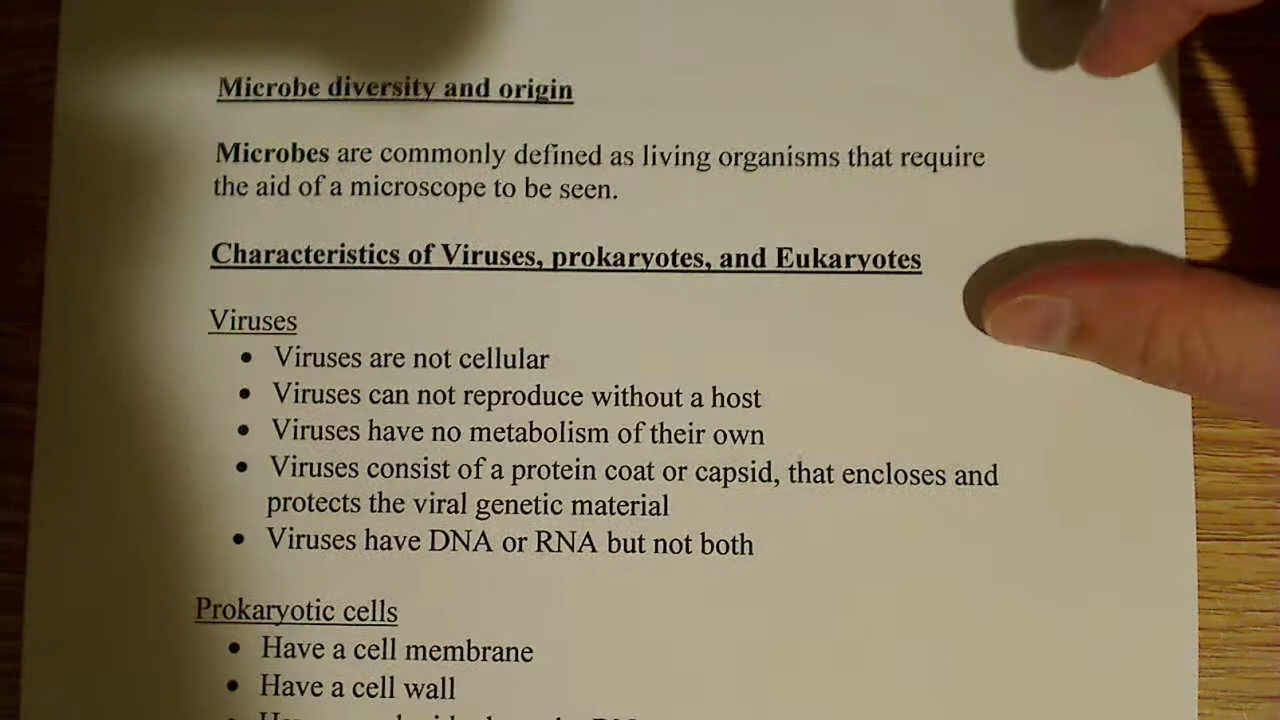 Microbe diversity and origin
Microbes are commonly defined as living organisms that require
the aid of a microscope to be seen.
Characteristics of Viruses, prokaryotes, and Eukaryotes
Viruses
• Viruses are not cellular
• Viruses can not reproduce without a host
• Viruses have no metabolism of their own
• Viruses consist of a protein coat or capsid, that encloses and
protects the viral genetic material
• Viruses have DNA or RNA but not both
Prokaryotic cells
• Have a cell membrane
• Have a cell wall